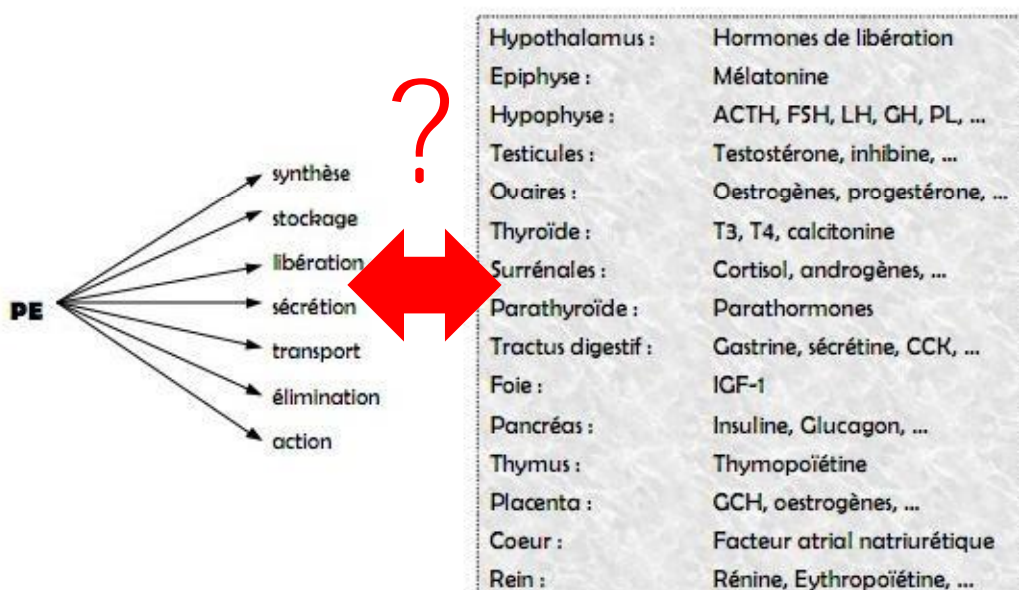 ?
PE
synthèse
stockage
libération
sécrétion
transport
élimination
action
Hypothalamus : Hormones de libération
Epiphyse : Mélatonine
Hypophyse : ACTH, FSH, LH, GH, PL, ...
Testicules : Testostérone, inhibine, ...
Ovaires : Oestrogènes, progestérone, ...
Thyroïde : T3, T4, calcitonine
Surrénales : Cortisol, androgènes, ...
Parathyroïde : Parathormones
Tractus digestif : Gastrine, sécrétine, CCK, ...
Foie : IGF-1
Pancréas : Insuline, Glucagon, ...
Thymus : Thymopoïétine
Placenta : GCH, oestrogènes, ...
Coeur : Facteur atrial natriurétique
Rein : Rénine, Eythropoïétine, ...